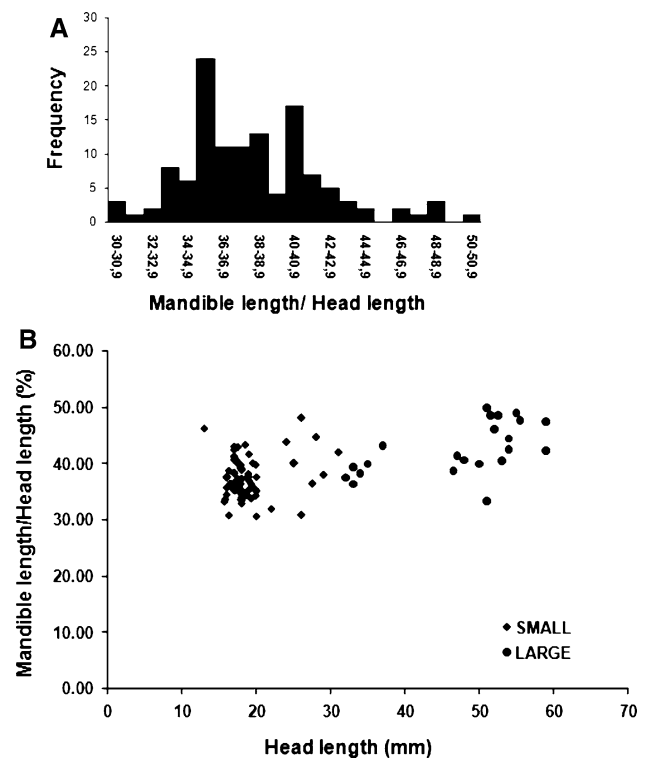 A
30
25
20
15
10
5
0
Frequency
30-30,9
32-32,9
34-34,9
36-36,9
38-38,9
40-40,9
42-42,9
44-44,9
46-46,9
48-48,9
50-50,9
Mandible length/ Head length
B
60.00
50.00
40.00
30.00
20.00
10.00
0.00
Mandible length/Head length (%)
SMALL
LARGE
0 10 20 30 40 50 60 70
Head length (mm)